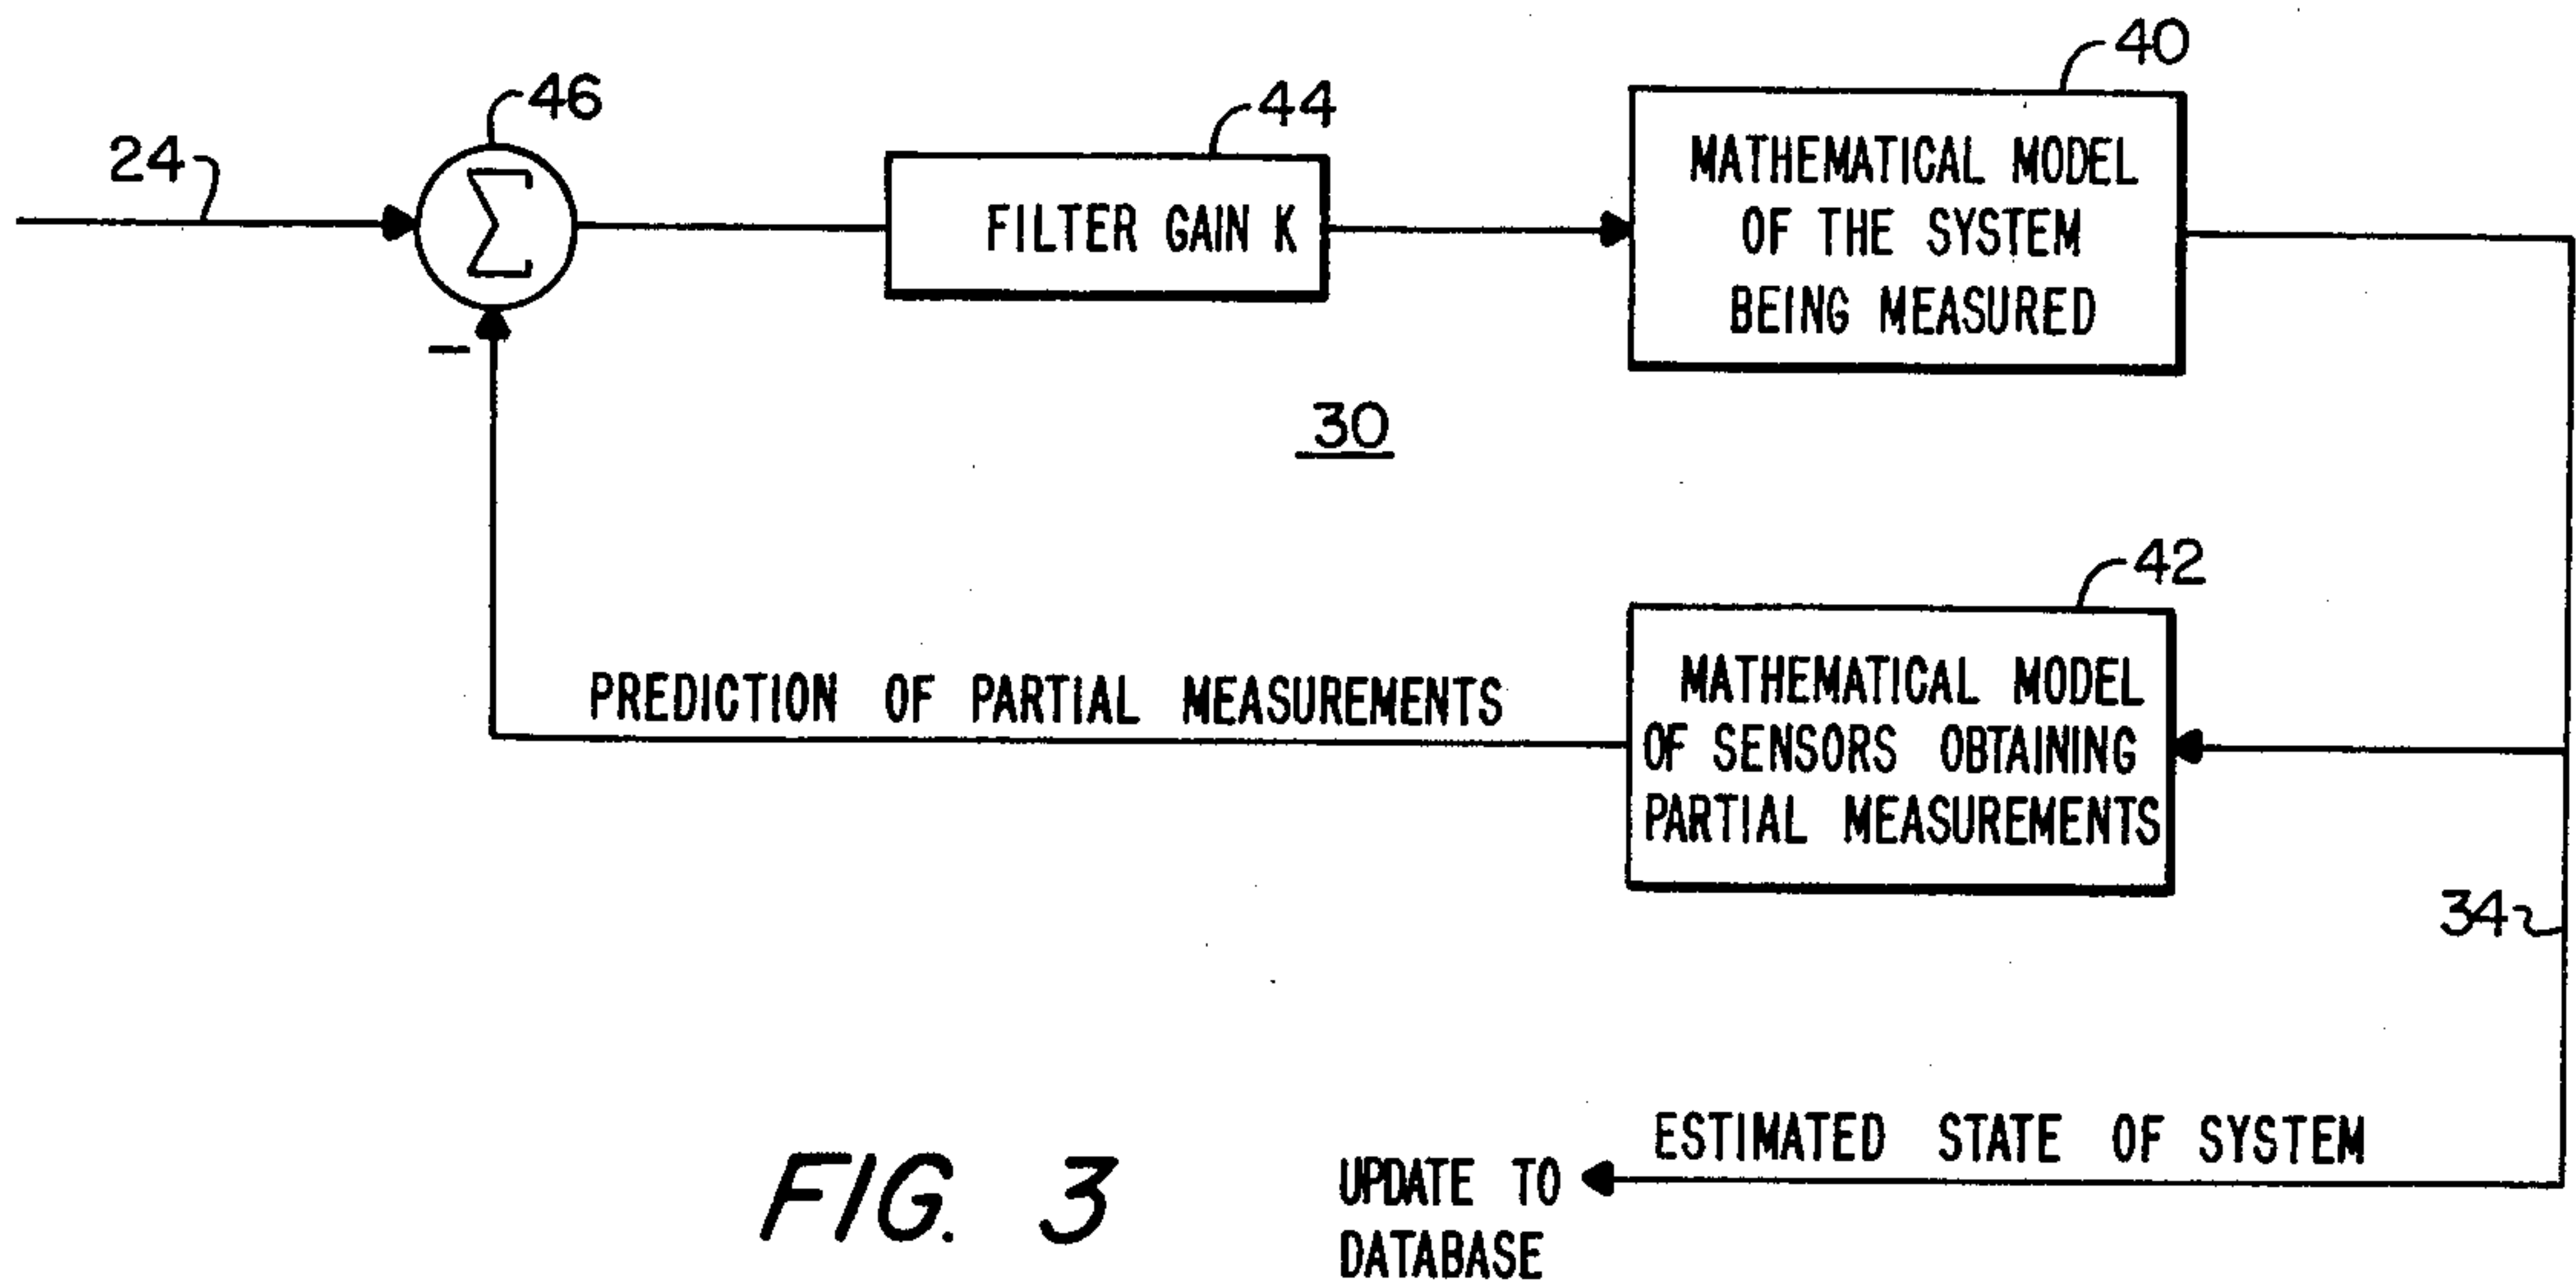 40
46
44
24
Σ
FILTER GAIN K
MATHEMATICAL MODEL
OF THE SYSTEM
BEING MEASURED
–
30
42
PREDICTION OF PARTIAL MEASUREMENTS
MATHEMATICAL MODEL
OF SENSORS OBTAINING
PARTIAL MEASUREMENTS
34
ESTIMATED STATE OF SYSTEM
UPDATE TO
DATABASE
FIG. 3